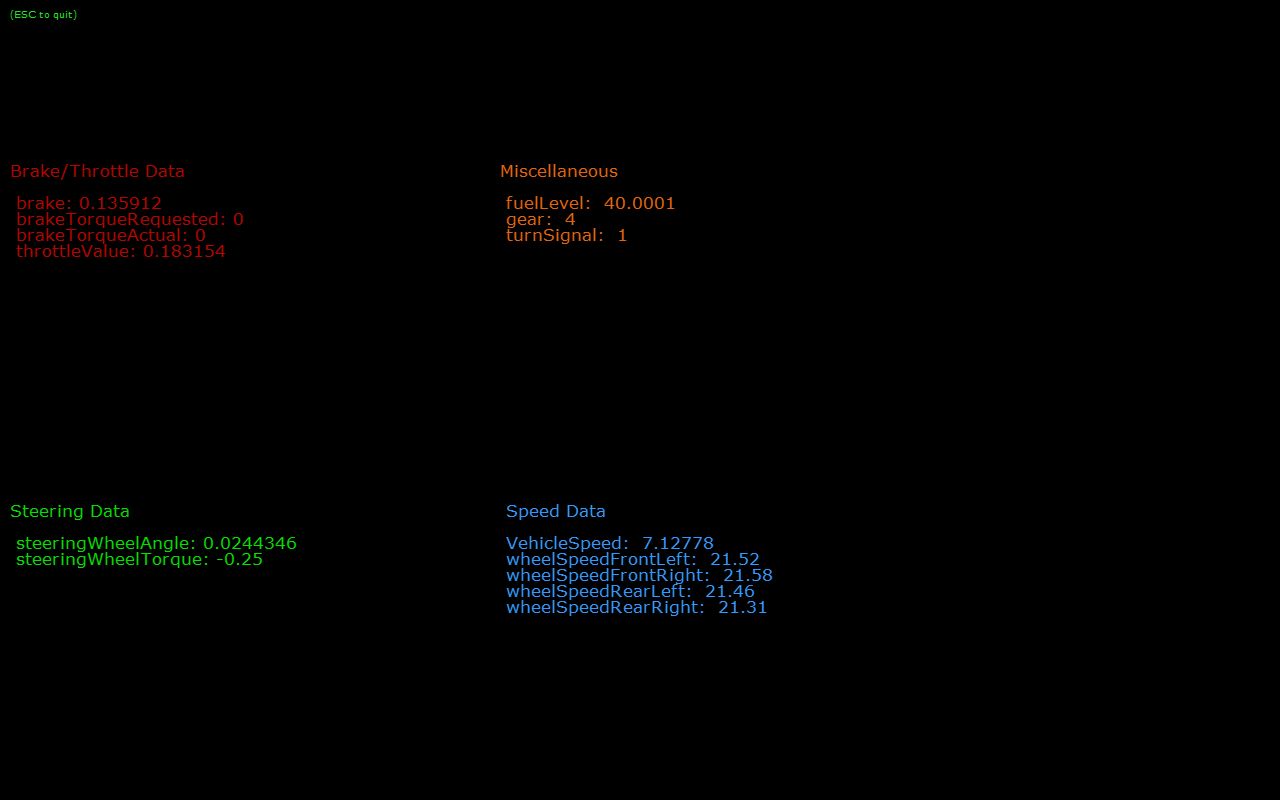 (ESC to quit)
Brake/Throttle Data
brake: 0.135912
brakeTorqueRequested: 0
brakeTorqueActual: 0
throttleValue: 0.183154
Miscellaneous
fuelLevel:  40.0001
gear:  4
turnSignal:  1
Steering Data
steeringWheelAngle: 0.0244346
steeringWheelTorque: -0.25
Speed Data
VehicleSpeed:  7.12778
wheelSpeedFrontLeft:  21.52
wheelSpeedFrontRight:  21.58
wheelSpeedRearLeft:  21.46
wheelSpeedRearRight:  21.31